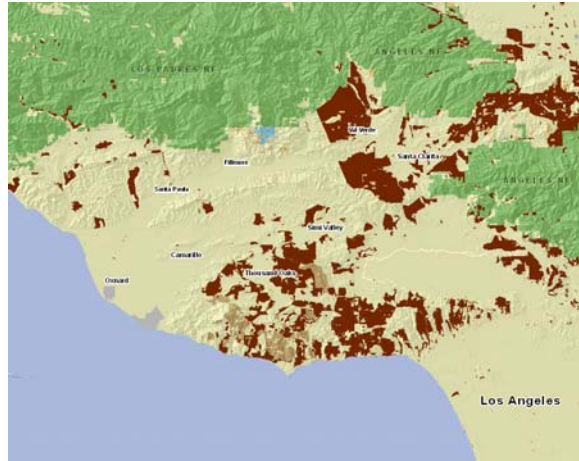 ANGELES NF
LOS PADRES NF
Val Verde
Santa Clarita
Fillmore
ANGELES NF
Santa Paula
Simi Valley
Camarillo
Thousand Oaks
Oxnard
Los Angeles